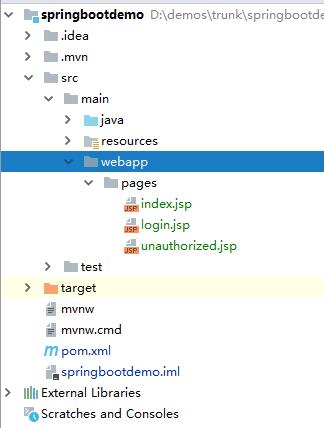 springbootdemo D:\demos\trunk\springbootde
.idea
.mvn
src
main
java
resources
webapp
pages
JSP index.jsp
JSP login.jsp
JSP unauthorized.jsp
test
target
mvnw
mvnw.cmd
m pom.xml
springbootdemo.iml
External Libraries
Scratches and Consoles